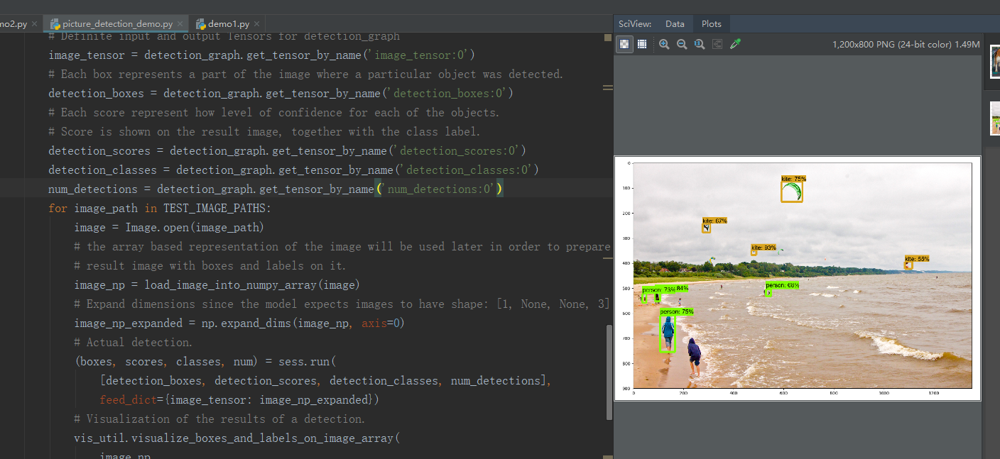 mo2.py
picture_detection_demo.py
demo1.py
# Definite input and output Tensors for detection_graph
image_tensor = detection_graph.get_tensor_by_name('image_tensor:0')
# Each box represents a part of the image where a particular object was detected.
detection_boxes = detection_graph.get_tensor_by_name('detection_boxes:0')
# Each score represent how level of confidence for each of the objects.
# Score is shown on the result image, together with the class label.
detection_scores = detection_graph.get_tensor_by_name('detection_scores:0')
detection_classes = detection_graph.get_tensor_by_name('detection_classes:0')
num_detections = detection_graph.get_tensor_by_name('num_detections:0')
for image_path in TEST_IMAGE_PATHS:
image = Image.open(image_path)
# the array based representation of the image will be used later in order to prepare
# result image with boxes and labels on it.
image_np = load_image_into_numpy_array(image)
# Expand dimensions since the model expects images to have shape: [1, None, None, 3]
image_np_expanded = np.expand_dims(image_np, axis=0)
# Actual detection.
(boxes, scores, classes, num) = sess.run(
[detection_boxes, detection_scores, detection_classes, num_detections],
feed_dict={image_tensor: image_np_expanded})
# Visualization of the results of a detection.
vis_util.visualize_boxes_and_labels_on_image_array(
image_np
SciView: Data Plots
1,200x800 PNG (24-bit color) 1.49M
0
100
200
300
400
500
600
700
800
900
kite: 75%
kite: 67%
kite: 93%
kite: 55%
person: 68%
person: 73% 84%
person: 75%
0 200 400 600 800 1000 1200